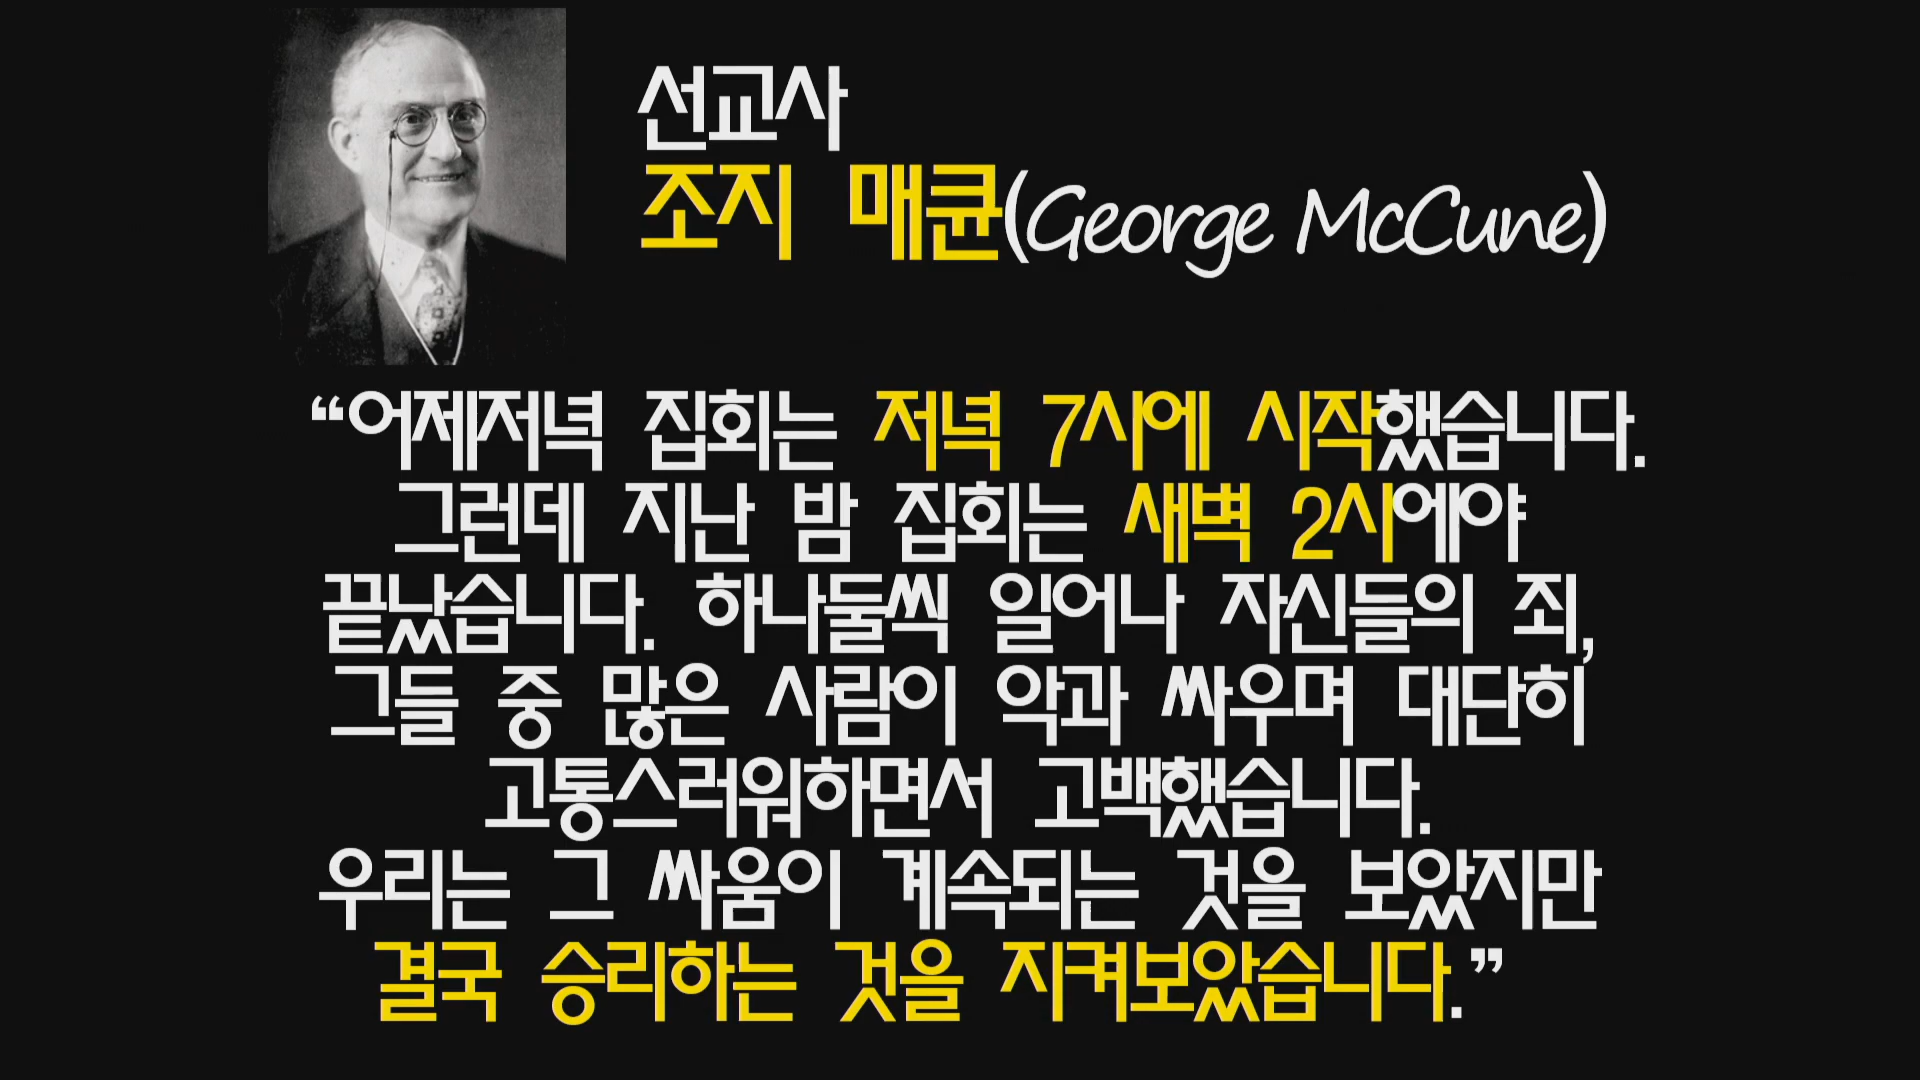 선교사
조지 매큔(George McCune)
“어제저녁 집회는 저녁 7시에 시작했습니다.
그런데 지난 밤 집회는 새벽 2시에야
끝났습니다. 하나둘씩 일어나 자신들의 죄,
그들 중 많은 사람이 악과 싸우며 대단히
고통스러워하면서 고백했습니다.
우리는 그 싸움이 계속되는 것을 보았지만
결국 승리하는 것을 지켜보았습니다.”